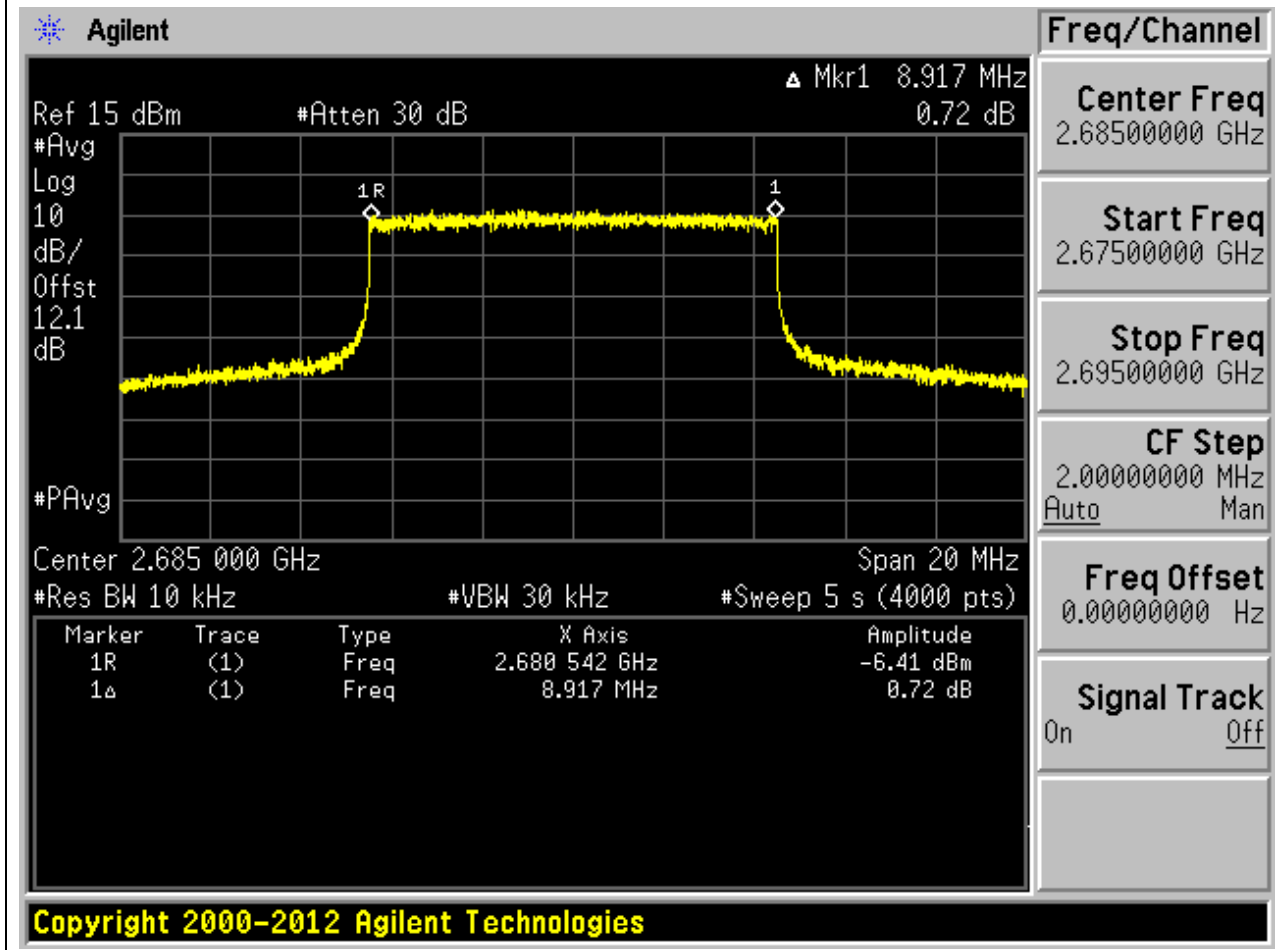 Agilent
Freq/Channel
Δ Mkr1 8.917 MHz
Ref 15 dBm #Atten 30 dB 0.72 dB
#Avg
Log
10
dB/
Offst
12.1
dB
1R
1
#PAvg
Center 2.685 000 GHz Span 20 MHz
#Res BW 10 kHz #VBW 30 kHz #Sweep 5 s (4000 pts)
Marker Trace Type X Axis Amplitude
1R (1) Freq 2.680 542 GHz -6.41 dBm
1Δ (1) Freq 8.917 MHz 0.72 dB
Center Freq
2.68500000 GHz
Start Freq
2.67500000 GHz
Stop Freq
2.69500000 GHz
CF Step
2.00000000 MHz
Auto Man
Freq Offset
0.00000000 Hz
Signal Track
On Off
Copyright 2000-2012 Agilent Technologies